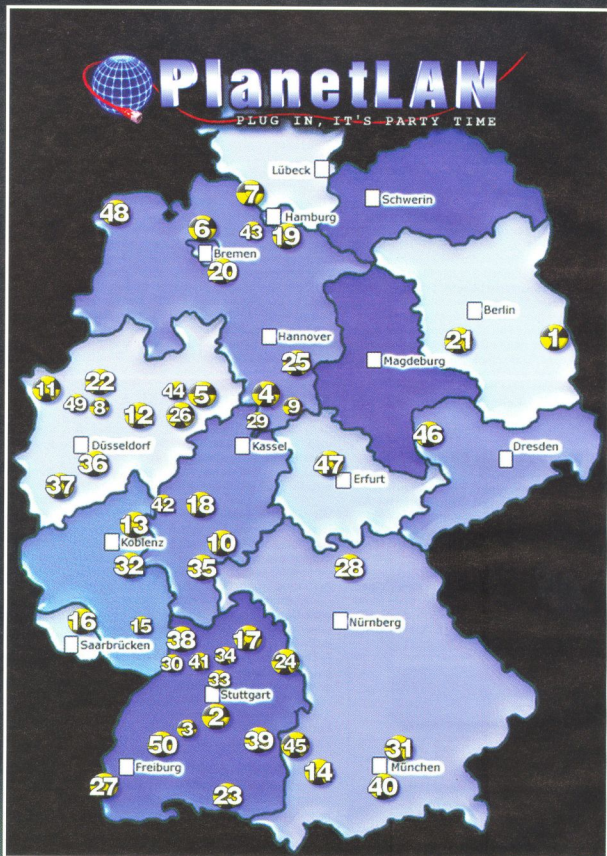 PlanetLAN
PLUG IN, IT'S PARTY TIME
Lübeck
7
Schwerin
48
Hamburg
6
43
19
Bremen
20
Berlin
Hannover
21
1
25
Magdeburg
11
22
44
5
4
49
8
12
26
9
29
46
Düsseldorf
Kassel
Dresden
36
47
Erfurt
37
42
18
13
Koblenz
10
32
35
28
16
15
Nürnberg
Saarbrücken
38
17
30
41
34
24
33
Stuttgart
2
3
50
39
45
31
Freiburg
14
München
27
23
40